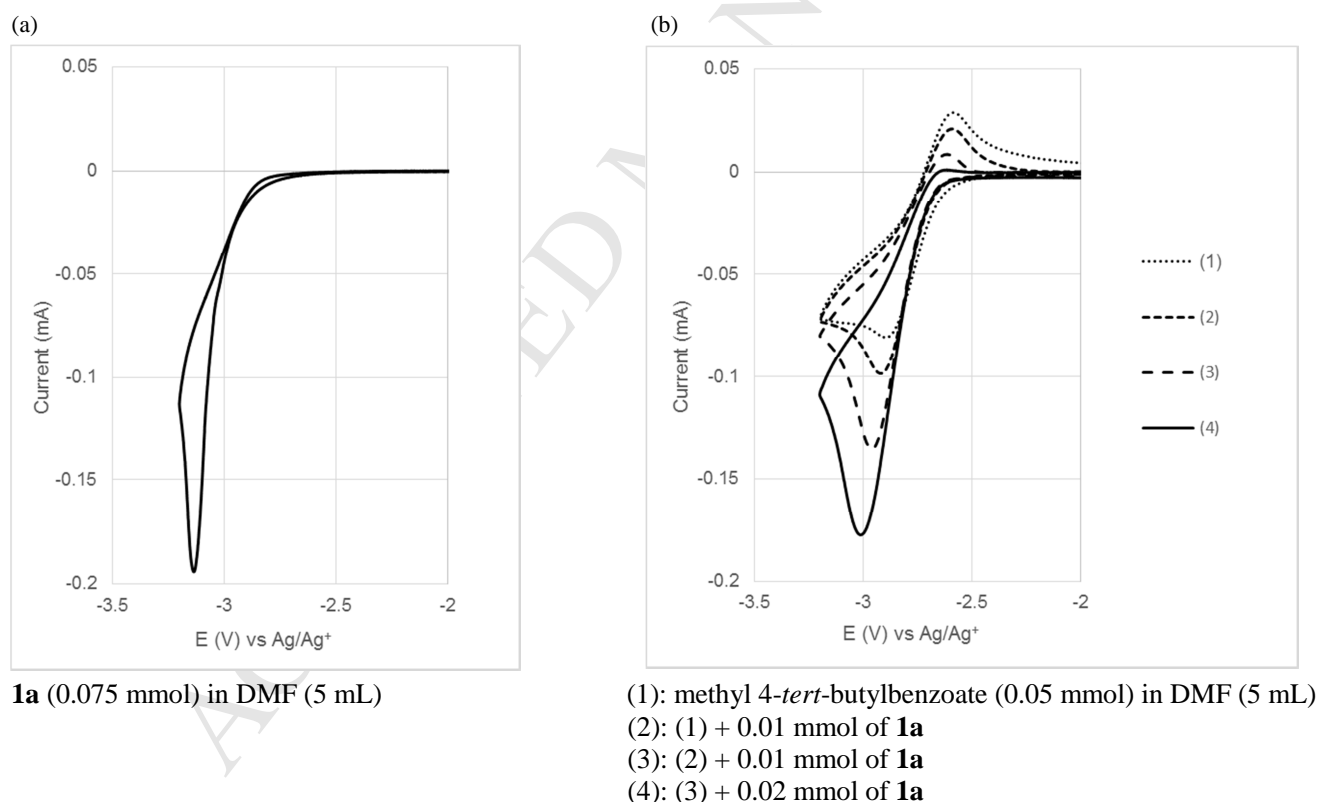 (a)
(b)
0.05
0
-0.05
-0.1
-0.15
-0.2
-3.5 -3 -2.5 -2
Current (mA)
E (V) vs Ag/Ag⁺
0.05
0
-0.05
-0.1
-0.15
-0.2
-3.5 -3 -2.5 -2
Current (mA)
E (V) vs Ag/Ag⁺
(1)
(2)
(3)
(4)
1a (0.075 mmol) in DMF (5 mL)
(1): methyl 4-tert-butylbenzoate (0.05 mmol) in DMF (5 mL)
(2): (1) + 0.01 mmol of 1a
(3): (2) + 0.01 mmol of 1a
(4): (3) + 0.02 mmol of 1a